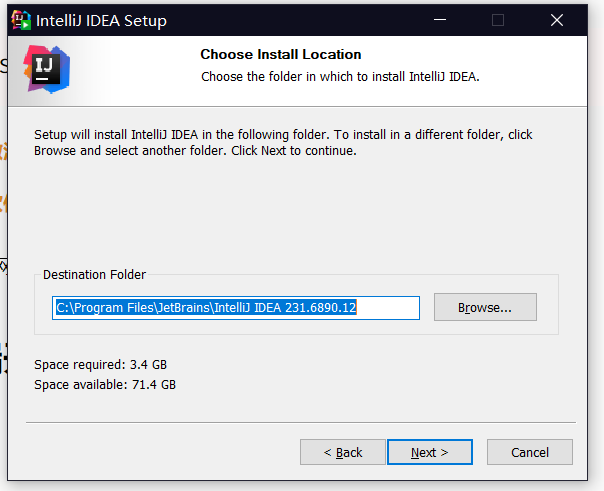 IntelliJ IDEA Setup
IJ
Choose Install Location
Choose the folder in which to install IntelliJ IDEA.
Setup will install IntelliJ IDEA in the following folder. To install in a different folder, click
Browse and select another folder. Click Next to continue.
Destination Folder
C:\Program Files\JetBrains\IntelliJ IDEA 231.6890.12
Browse...
Space required: 3.4 GB
Space available: 71.4 GB
< Back
Next >
Cancel